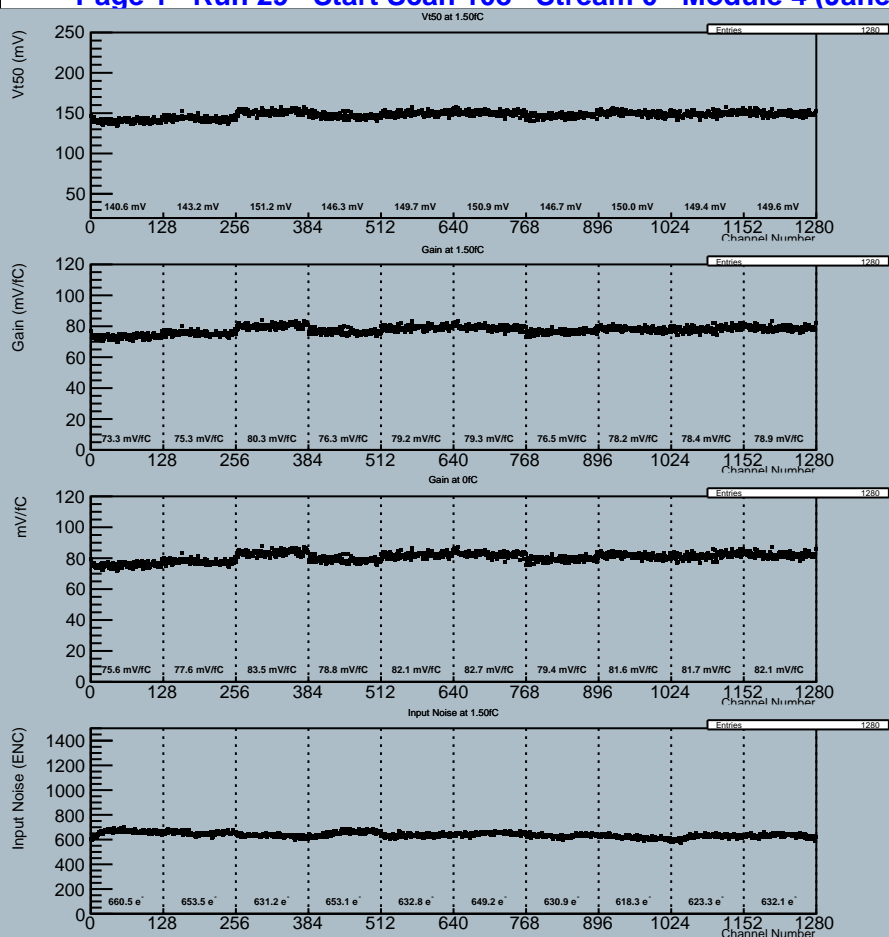 Page 1 - Run 29 - Start Scan 108 - Stream 0 - Module 4
Vt50 at 1.50fC
Entries 1280
Vt50 (mV)
250
200
150
100
50
140.6 mV 143.2 mV 151.2 mV 146.3 mV 149.7 mV 150.9 mV 146.7 mV 150.0 mV 149.4 mV 149.6 mV
0 128 256 384 512 640 768 896 1024 1152 1280
Channel Number
Gain at 1.50fC
Entries 1280
Gain (mV/fC)
120
100
80
60
40
20
0
73.3 mV/fC 75.3 mV/fC 80.3 mV/fC 76.3 mV/fC 79.2 mV/fC 79.3 mV/fC 76.5 mV/fC 78.2 mV/fC 78.4 mV/fC 78.9 mV/fC
0 128 256 384 512 640 768 896 1024 1152 1280
Channel Number
Gain at 0fC
Entries 1280
mV/fC
120
100
80
60
40
20
0
75.6 mV/fC 77.6 mV/fC 83.5 mV/fC 78.8 mV/fC 82.1 mV/fC 82.7 mV/fC 79.4 mV/fC 81.6 mV/fC 81.7 mV/fC 82.1 mV/fC
0 128 256 384 512 640 768 896 1024 1152 1280
Channel Number
Input Noise at 1.50fC
Entries 1280
Input Noise (ENC)
1400
1200
1000
800
600
400
200
0
660.5 e⁻ 653.5 e⁻ 631.2 e⁻ 653.1 e⁻ 632.8 e⁻ 649.2 e⁻ 630.9 e⁻ 618.3 e⁻ 623.3 e⁻ 632.1 e⁻
0 128 256 384 512 640 768 896 1024 1152 1280
Channel Number